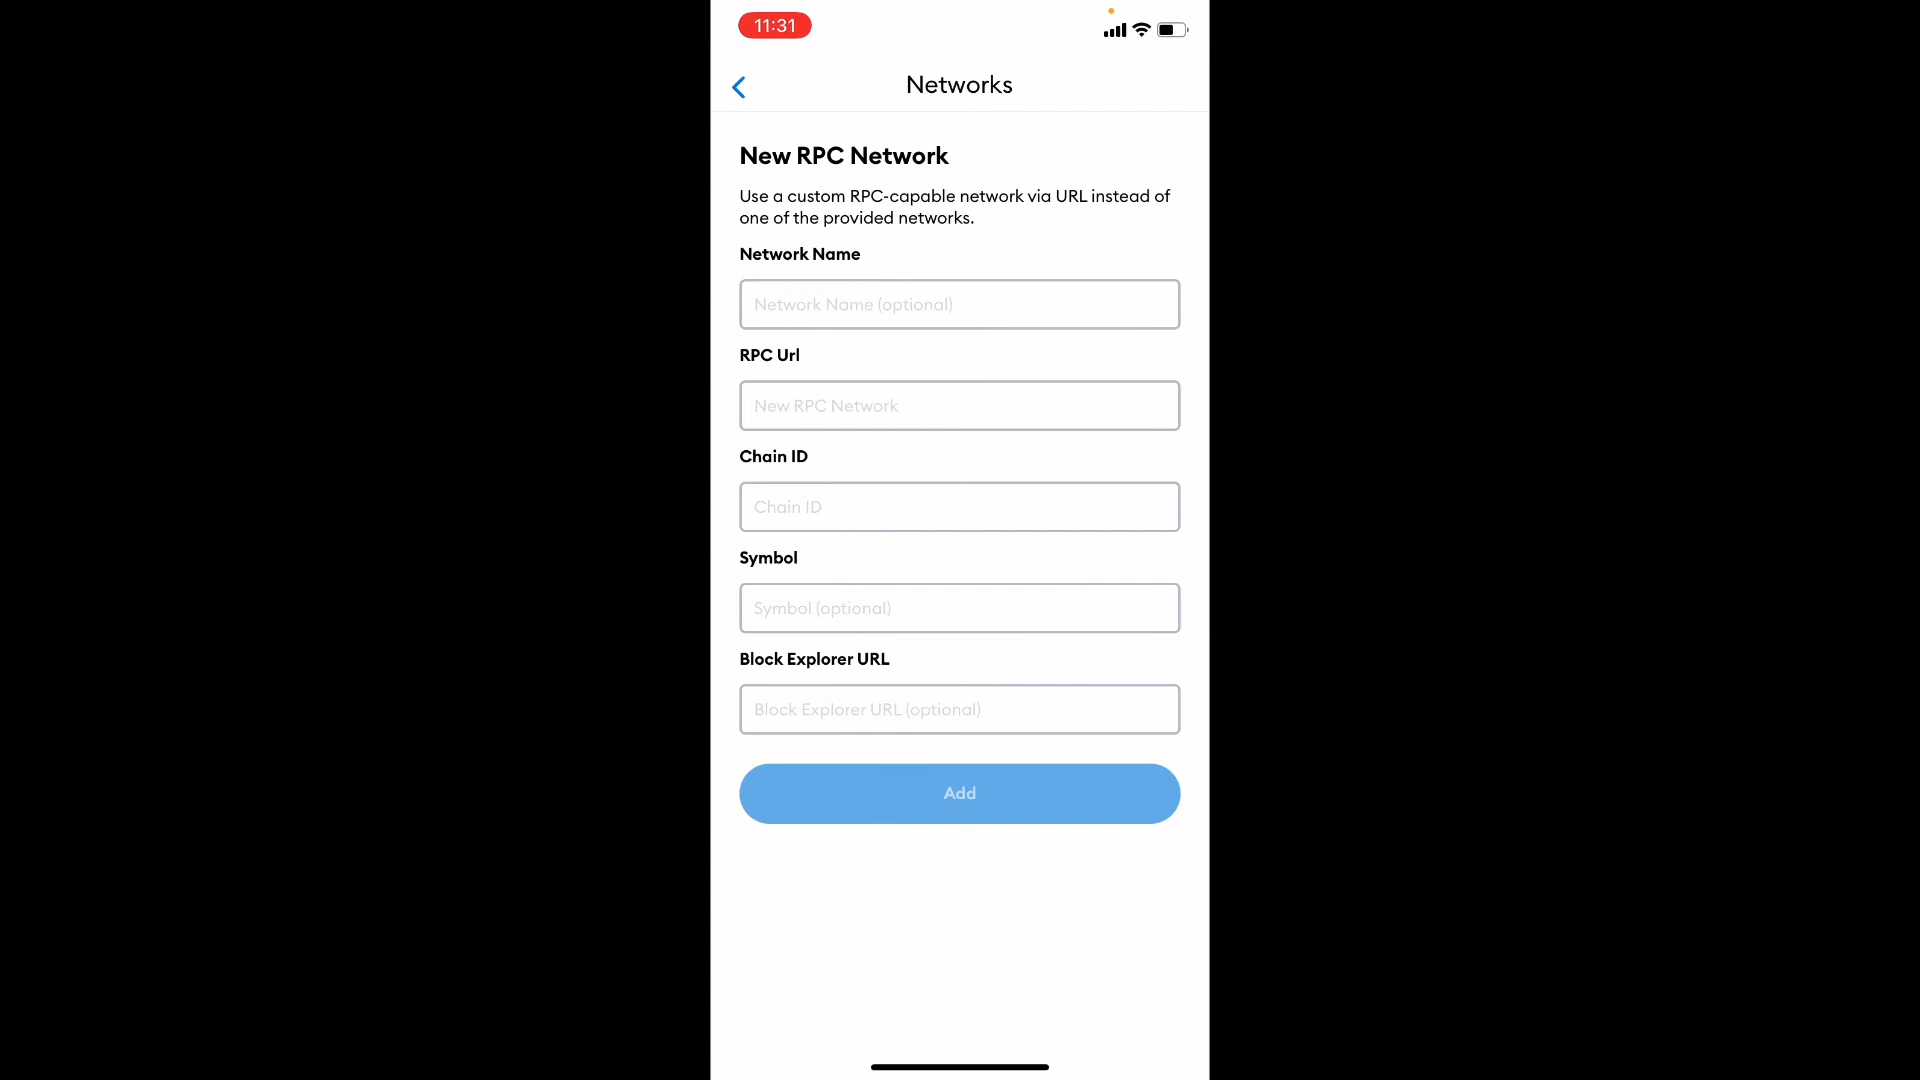 11:31
Networks
New RPC Network
Use a custom RPC-capable network via URL instead of
one of the provided networks.
Network Name
Network Name (optional)
RPC Url
New RPC Network
Chain ID
Chain ID
Symbol
Symbol (optional)
Block Explorer URL
Block Explorer URL (optional)
Add